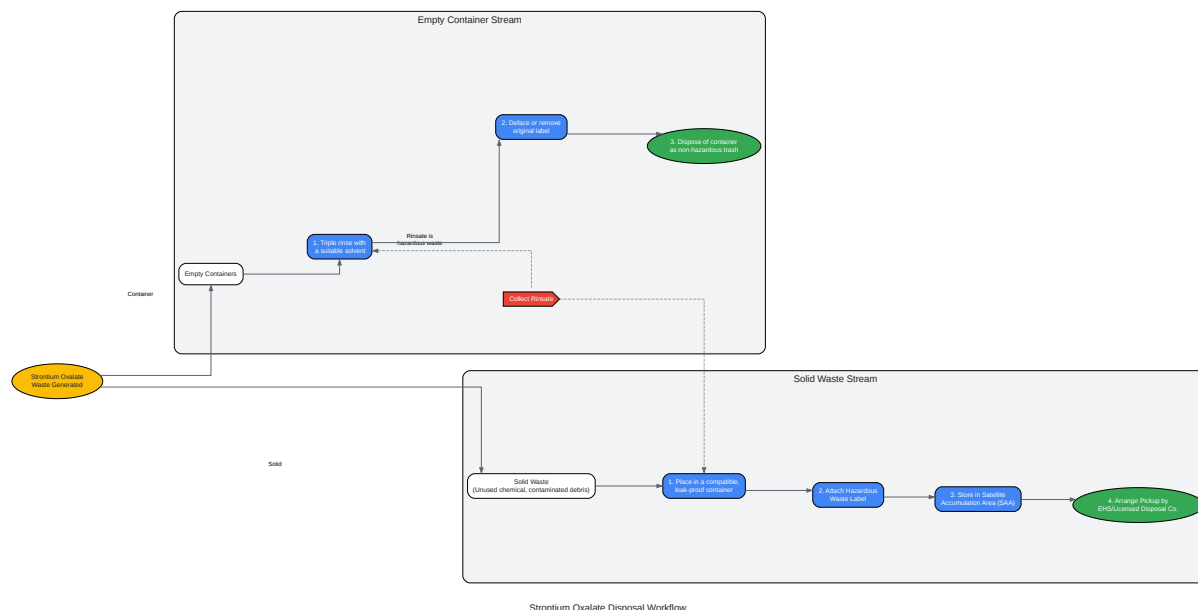 Empty Container Stream
2. Deface or remove
original label
3. Dispose of container
as non-hazardous trash
Rinsate is
hazardous waste
1. Triple rinse with
a suitable solvent
Empty Containers
Container
Collect Rinsate
Strontium Oxalate
Waste Generated
Solid Waste Stream
Solid
Solid Waste
(Unused chemical, contaminated debris)
1. Place in a compatible,
leak-proof container
2. Attach Hazardous
Waste Label
3. Store in Satellite
Accumulation Area (SAA)
4. Arrange Pickup by
EHS/Licensed Disposal Co.
Strontium Oxalate Disposal Workflow